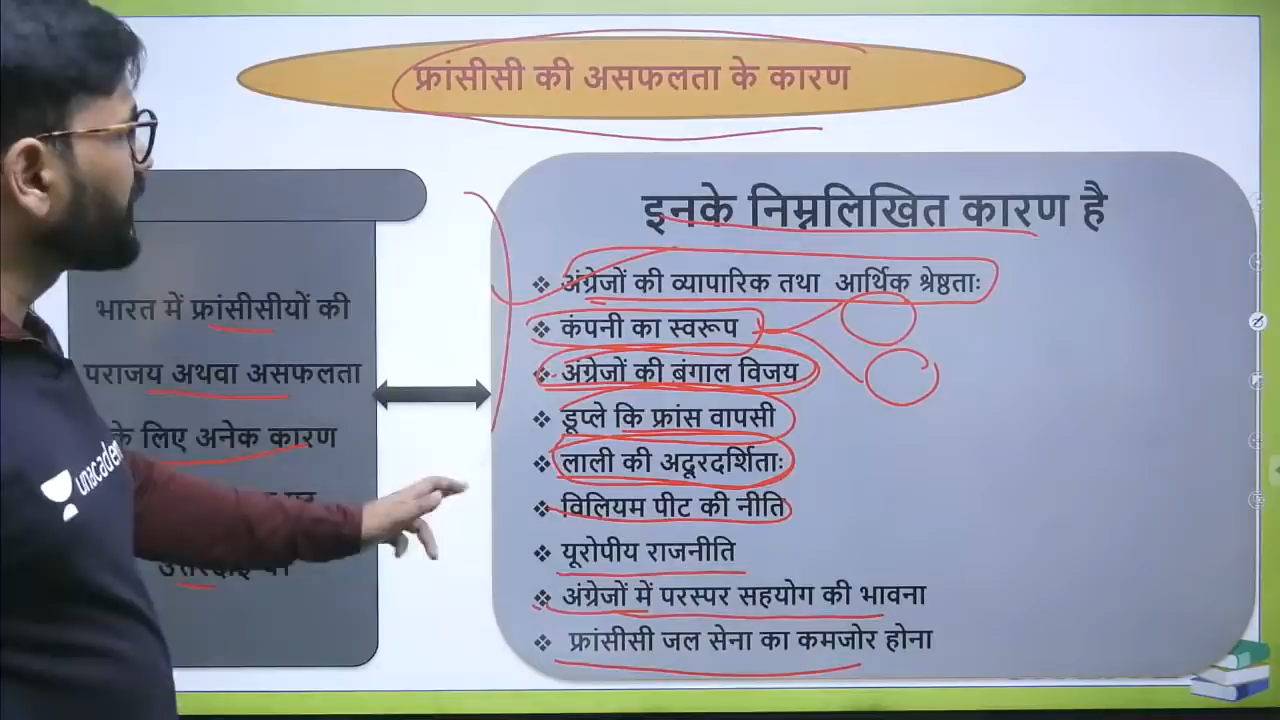 फ्रांसीसी की असफलता के कारण
भारत में फ्रांसीसीयों की
पराजय अथवा असफलता
के लिए अनेक कारण
unacadem
इनके निम्नलिखित कारण है
❖ अंग्रेजों की व्यापारिक तथा आर्थिक श्रेष्ठताः
❖ कंपनी का स्वरूप
❖ अंग्रेजों की बंगाल विजय
❖ डूप्ले कि फ्रांस वापसी
❖ लाली की अदूरदर्शिताः
❖ विलियम पीट की नीति
❖ यूरोपीय राजनीति
❖ अंग्रेजों में परस्पर सहयोग की भावना
❖ फ्रांसीसी जल सेना का कमजोर होना